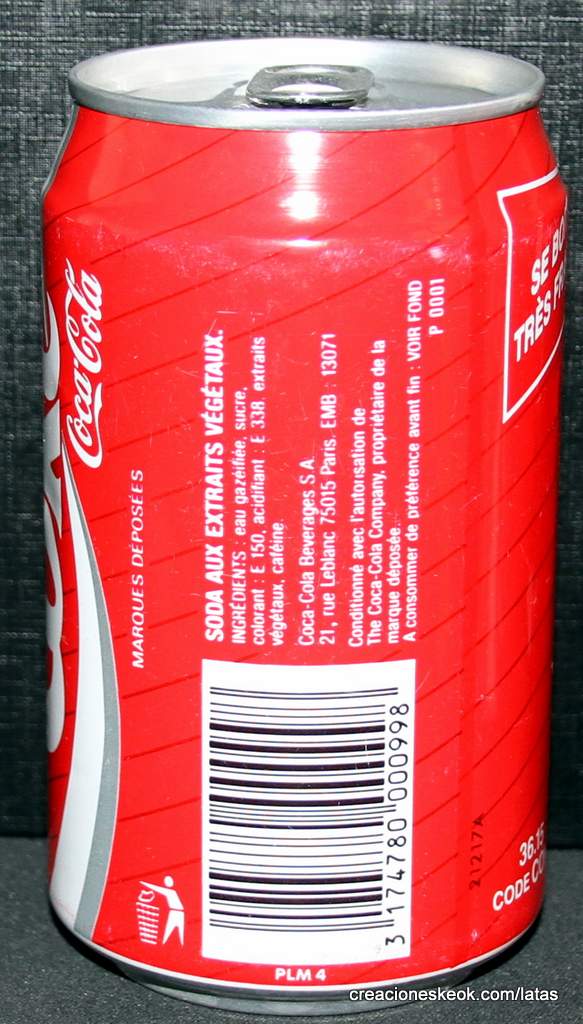 Coca-Cola
MARQUES DÉPOSÉES
SODA AUX EXTRAITS VÉGÉTAUX.
INGRÉDIENTS : eau gazéifiée, sucre,
colorant : E 150, acidifiant : E 338, extraits
végétaux, caféine.
Coca-Cola Beverages S.A.
21, rue Leblanc 75015 Paris. EMB : 13071
Conditionné avec l'autorisation de
The Coca-Cola Company, propriétaire de la
marque déposée.
A consommer de préférence avant fin : VOIR FOND
P 0001
SE
TRÈS
3 174780 000998
21217A
36.15
CODE
PLM 4
creacioneskeok.com/latas